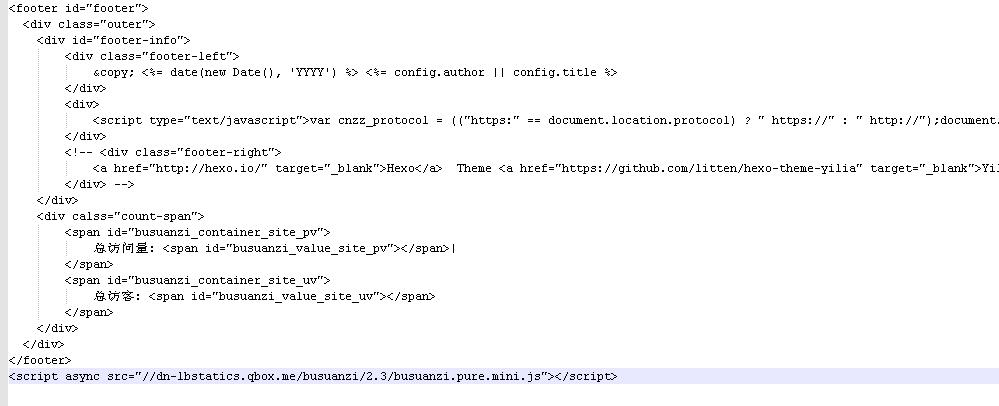 <footer id="footer">
<div class="outer">
<div id="footer-info">
<div class="footer-left">
&copy; <%= date(new Date(), 'YYYY') %> <%= config.author || config.title %>
</div>
<div>
<script type="text/javascript">var cnzz_protocol = (("https:" == document.location.protocol) ? " https://" : " http://");document.
</div>
<!-- <div class="footer-right">
<a href="http://hexo.io/" target="_blank">Hexo</a>  Theme <a href="https://github.com/litten/hexo-theme-yilia" target="_blank">Yil
</div> -->
</div>
<div calss="count-span">
<span id="busuanzi_container_site_pv">
总访问量: <span id="busuanzi_value_site_pv"></span>|
</span>
<span id="busuanzi_container_site_uv">
总访客: <span id="busuanzi_value_site_uv"></span>
</span>
</div>
</div>
</footer>
<script async src="//dn-lbstatics.qbox.me/busuanzi/2.3/busuanzi.pure.mini.js"></script>